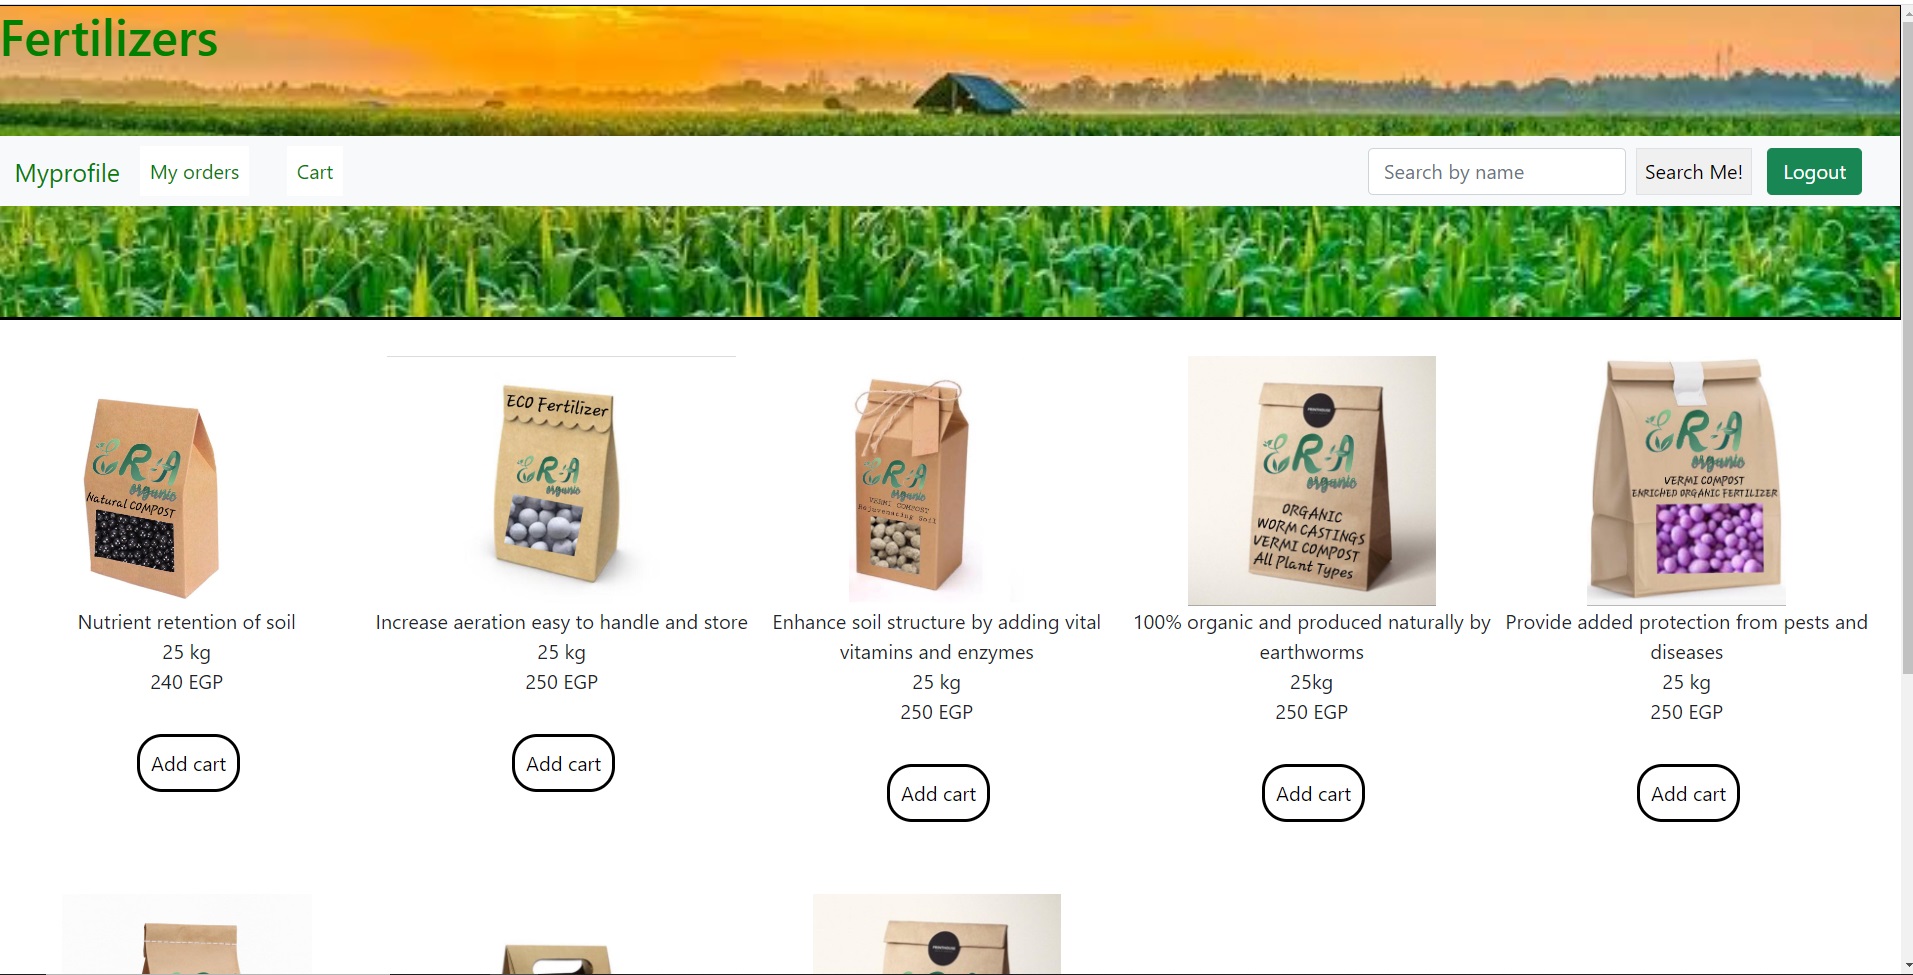 Fertilizers
Myprofile
My orders
Cart
Search by name
Search Me!
Logout
ER-A
organic
Natural COMPOST
Nutrient retention of soil
25 kg
240 EGP
Add cart
ECO Fertilizer
ER-A
organic
Increase aeration easy to handle and store
25 kg
250 EGP
Add cart
ER-A
organic
VERMI COMPOST
Rejuvenating Soil
Enhance soil structure by adding vital
vitamins and enzymes
25 kg
250 EGP
Add cart
ER-A
organic
ORGANIC
WORM CASTINGS
VERMI COMPOST
All Plant Types
100% organic and produced naturally by
earthworms
25kg
250 EGP
Add cart
ER-A
organic
VERMI COMPOST
ENRICHED ORGANIC FERTILIZER
Provide added protection from pests and
diseases
25 kg
250 EGP
Add cart